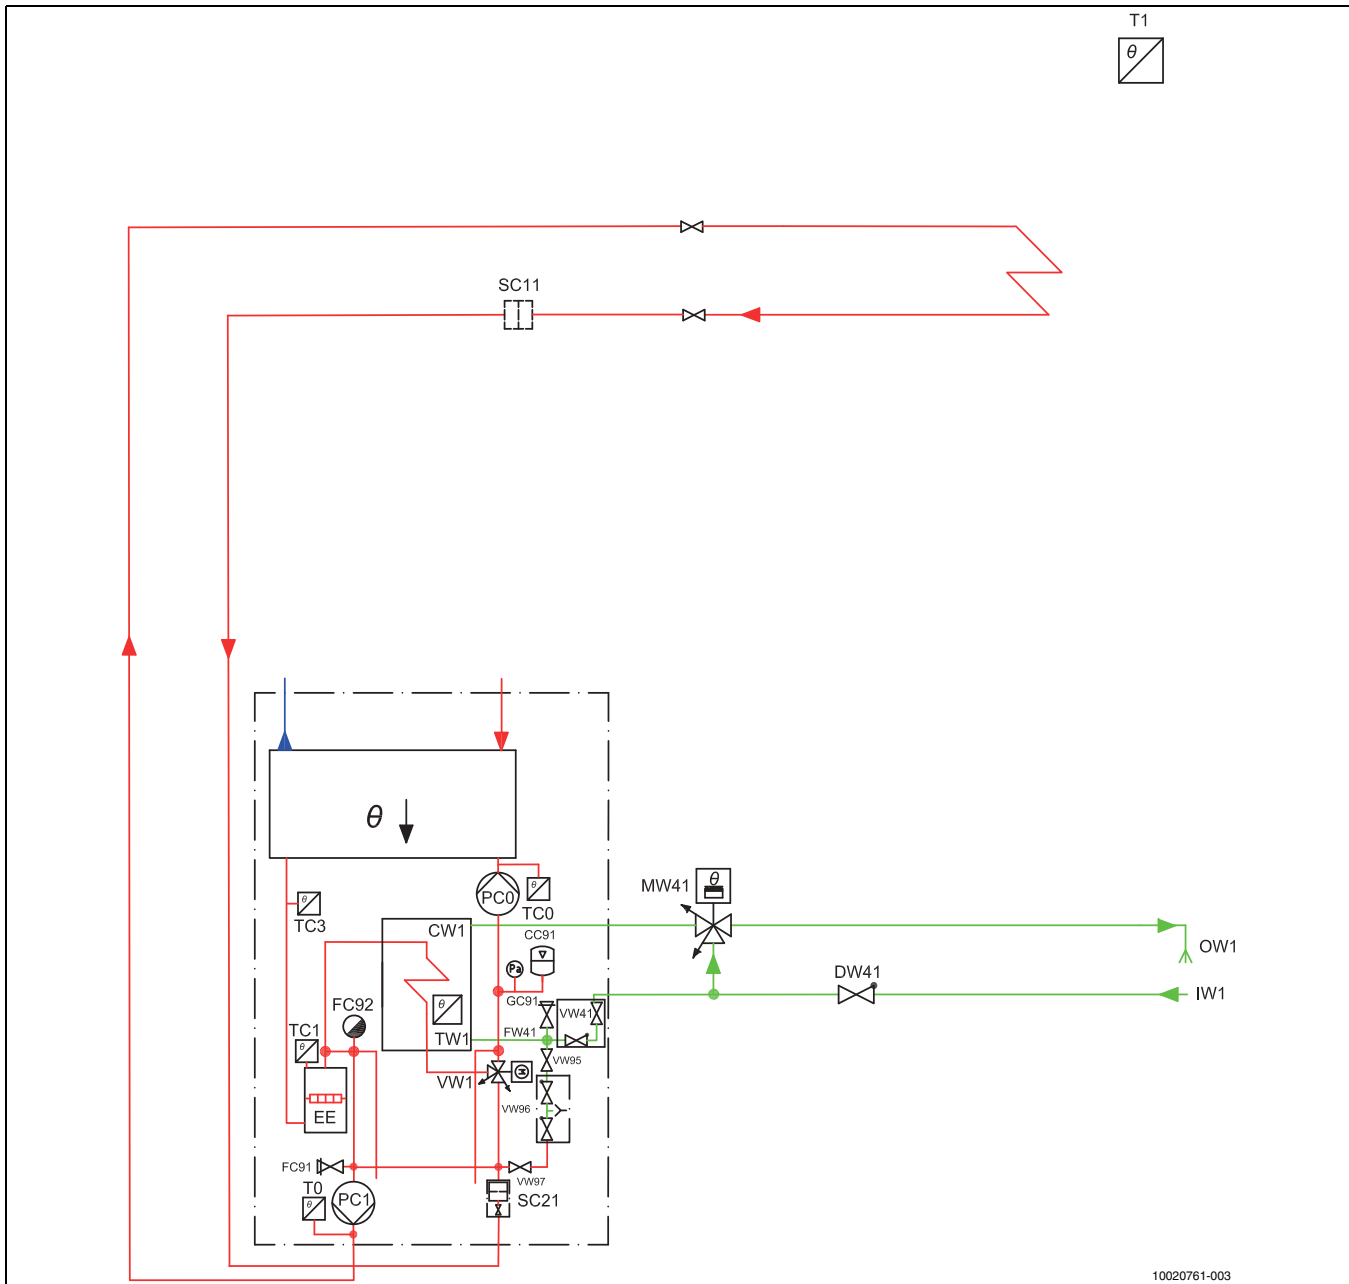 T1
θ
SC11
θ
PC0
θ
TC0
θ
TC3
θ
MW41
CW1
CC91
OW1
Pa
DW41
IW1
FC92
GC91
θ
VW41
TC1
θ
TW1
FW41
VW95
VW1
M
EE
VW96
FC91
VW97
T0
θ
PC1
SC21
10020761-003